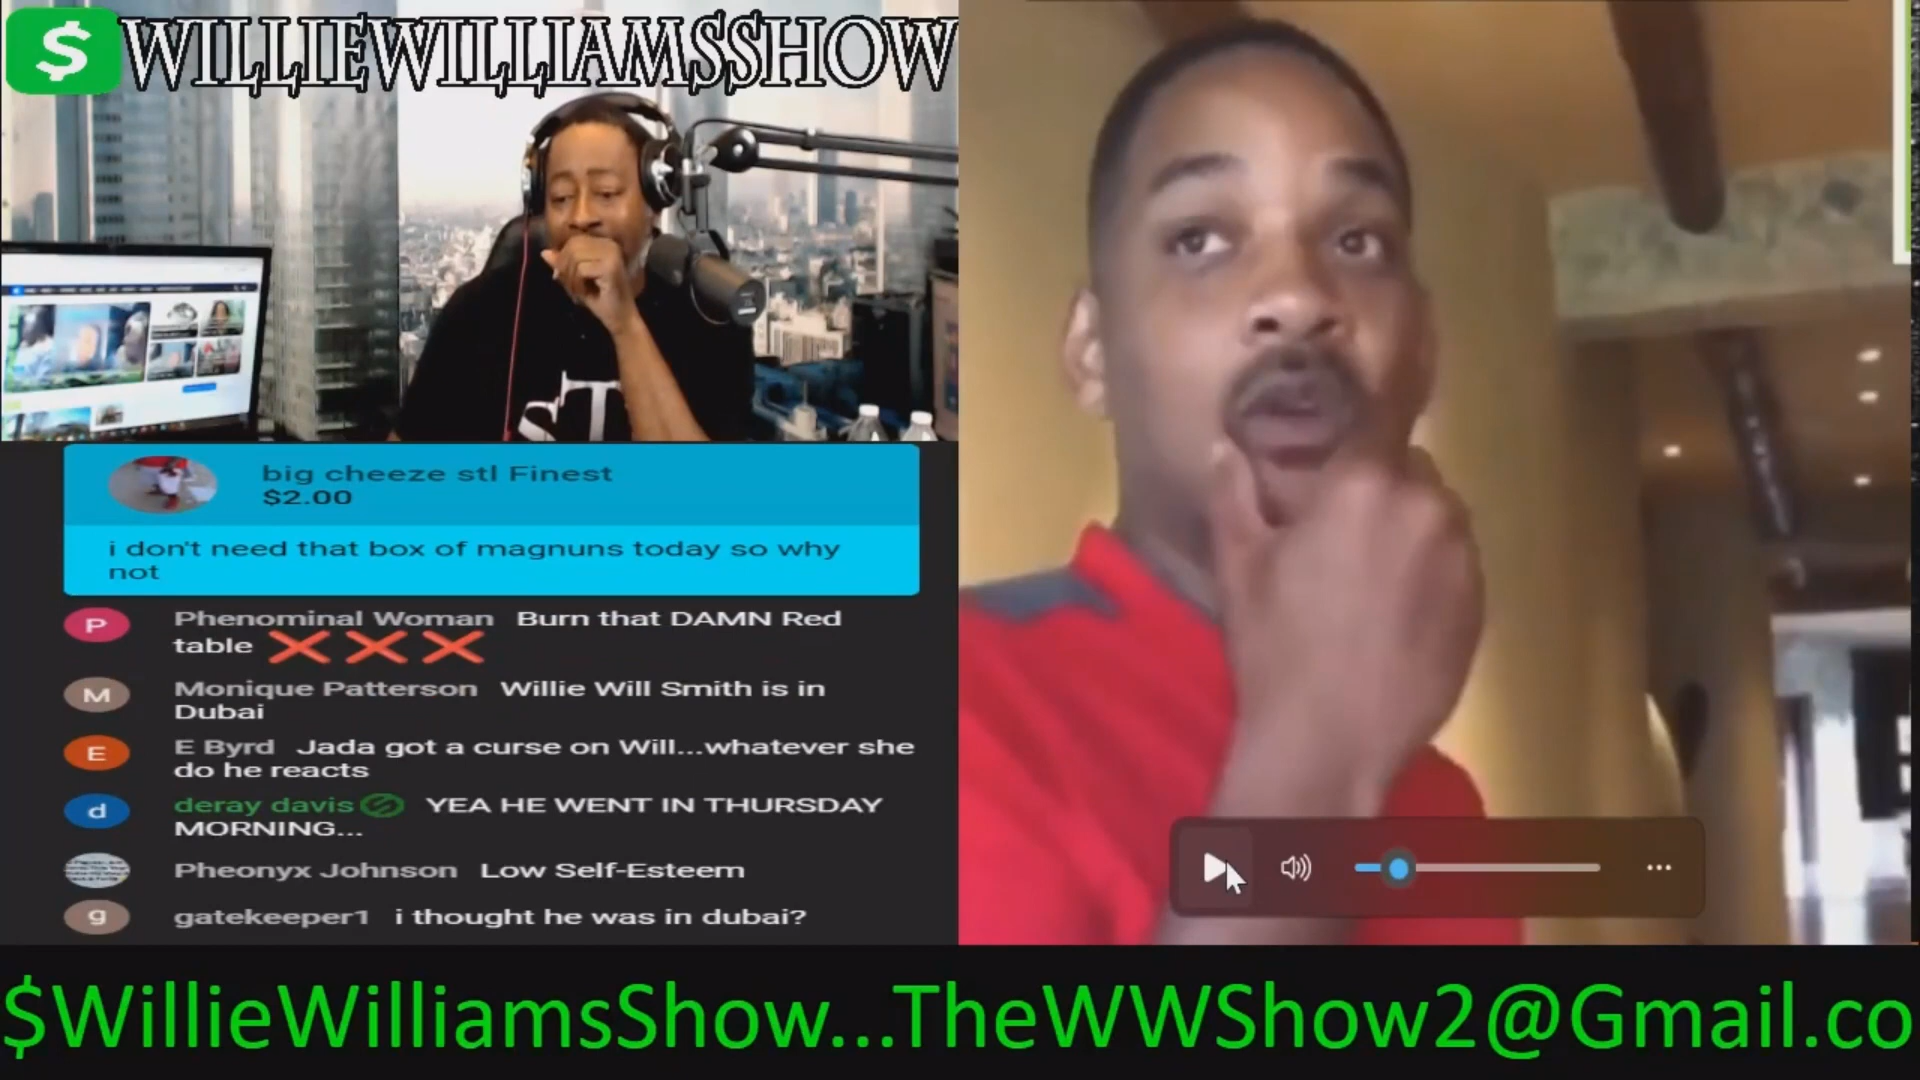 $ WILLIEWILLIAMSSHOW
ST
big cheeze stl Finest
$2.00
i don't need that box of magnuns today so why
not
P Phenominal Woman Burn that DAMN Red
table ❌❌❌
M Monique Patterson Willie Will Smith is in
Dubai
E E Byrd Jada got a curse on Will...whatever she
do he reacts
d deray davis YEA HE WENT IN THURSDAY
MORNING...
Pheonyx Johnson Low Self-Esteem
g gatekeeper1 i thought he was in dubai?
$WillieWilliamsShow...TheWWShow2@Gmail.co